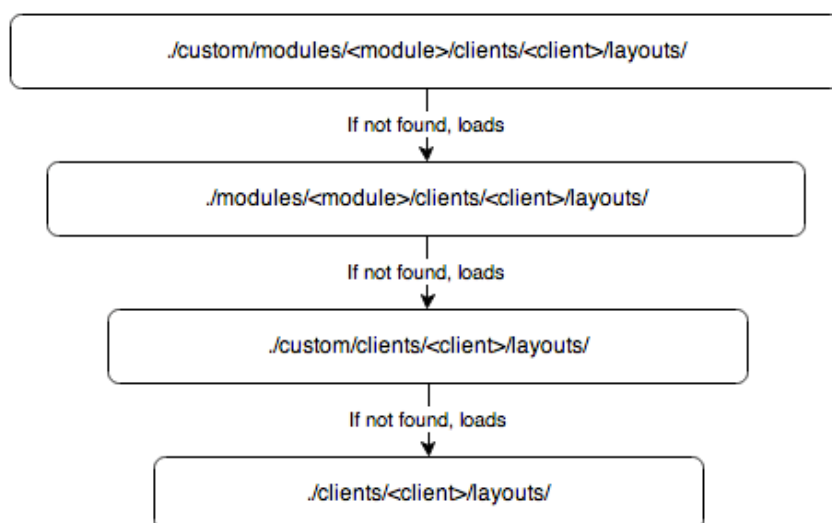 ./custom/modules/<module>/clients/<client>/layouts/
If not found, loads
./modules/<module>/clients/<client>/layouts/
If not found, loads
./custom/clients/<client>/layouts/
If not found, loads
./clients/<client>/layouts/